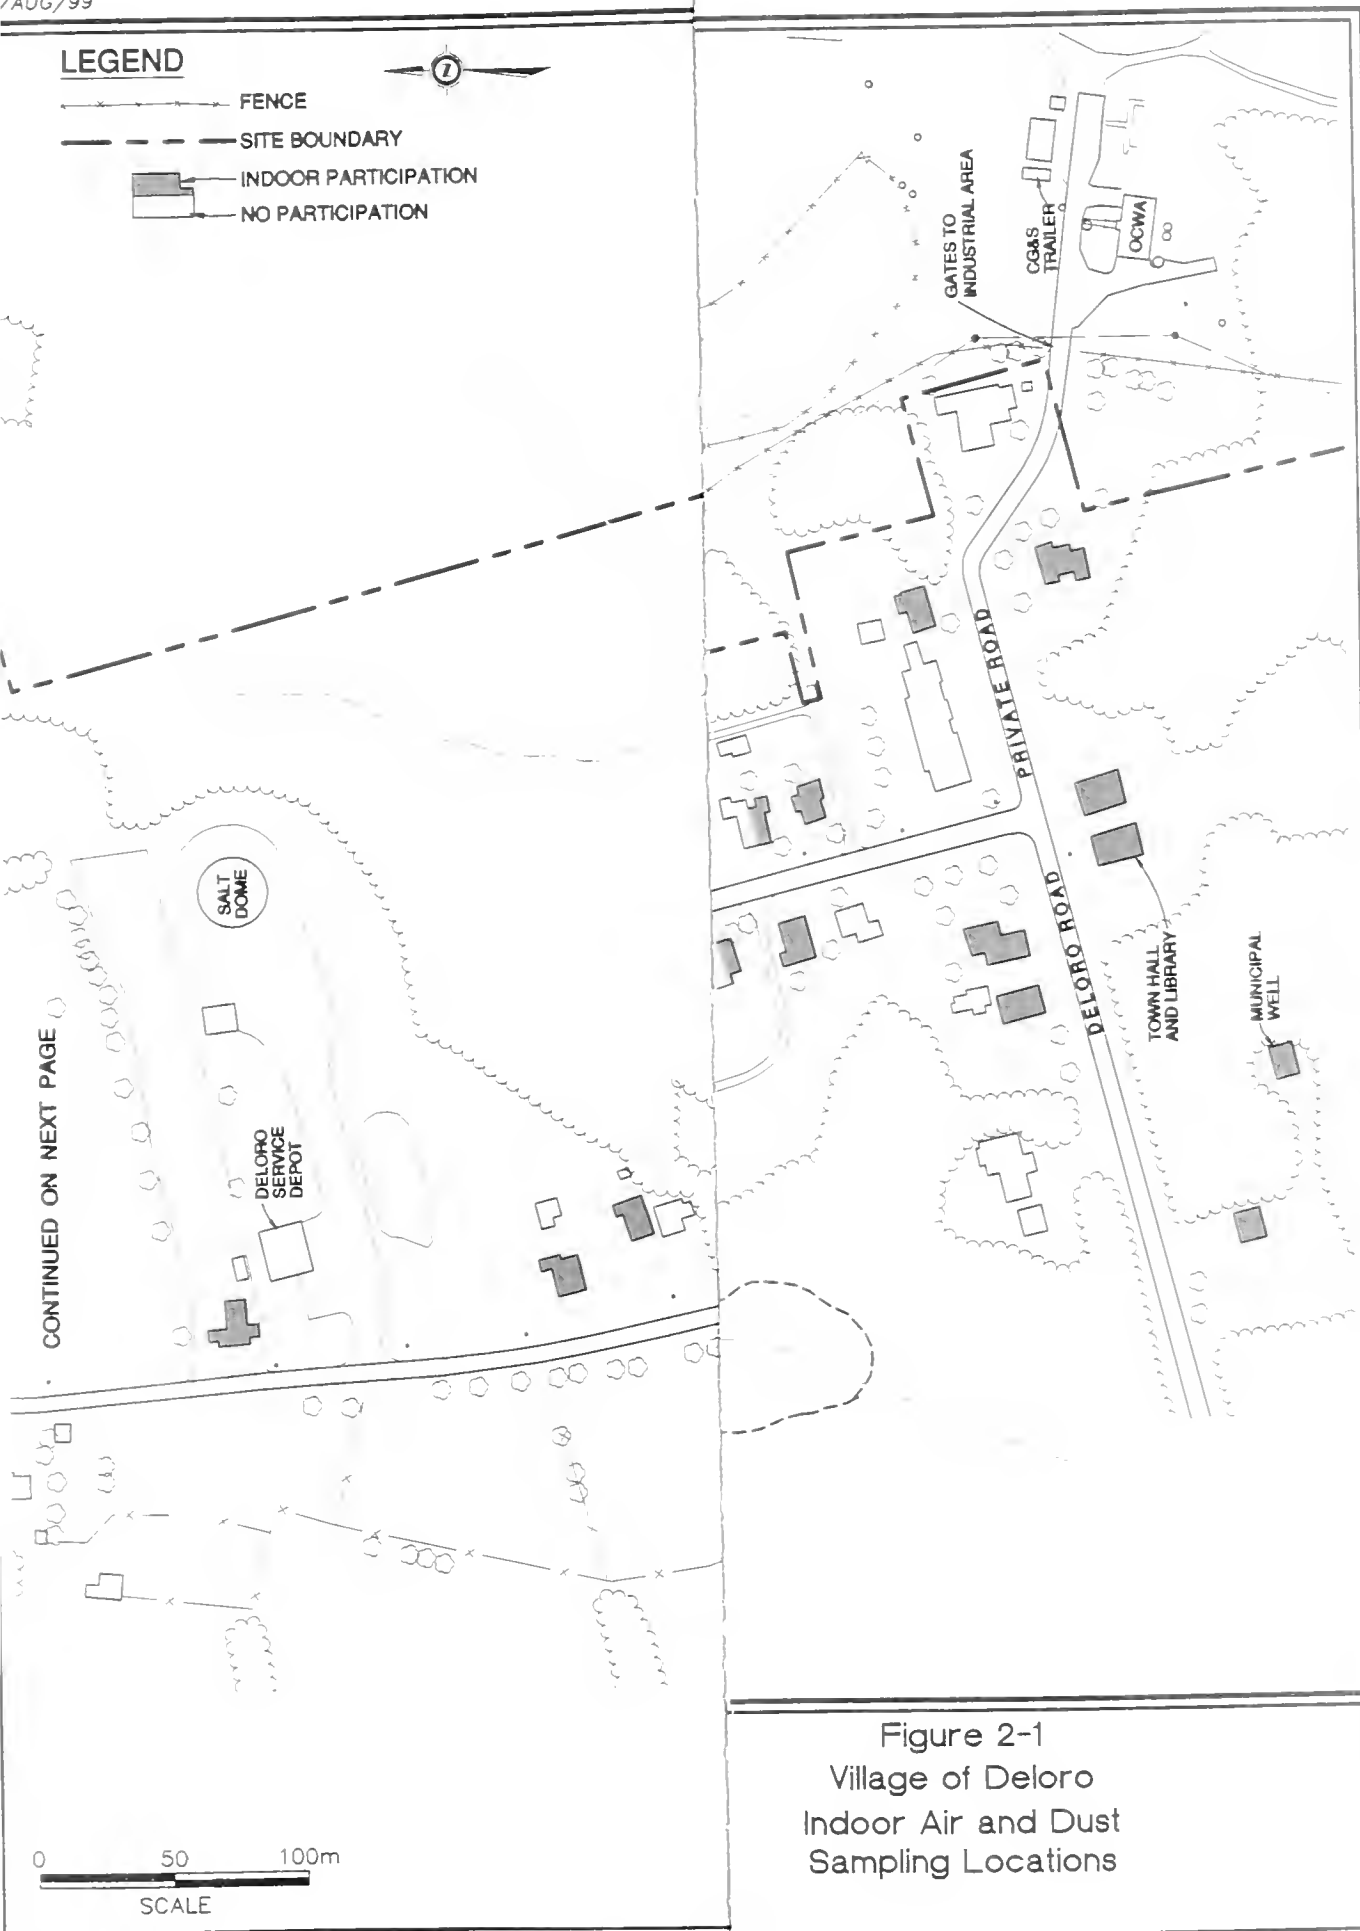 /AUG/99
LEGEND
FENCE
SITE BOUNDARY
INDOOR PARTICIPATION
NO PARTICIPATION
Z
GATES TO
INDUSTRIAL AREA
CG&S
TRAILER
OCWA
PRIVATE ROAD
DELORO ROAD
TOWN HALL
AND LIBRARY
MUNICIPAL
WELL
SALT
DOME
DELORO
SERVICE
DEPOT
CONTINUED ON NEXT PAGE
0 50 100m
SCALE
Figure 2-1
Village of Deloro
Indoor Air and Dust
Sampling Locations